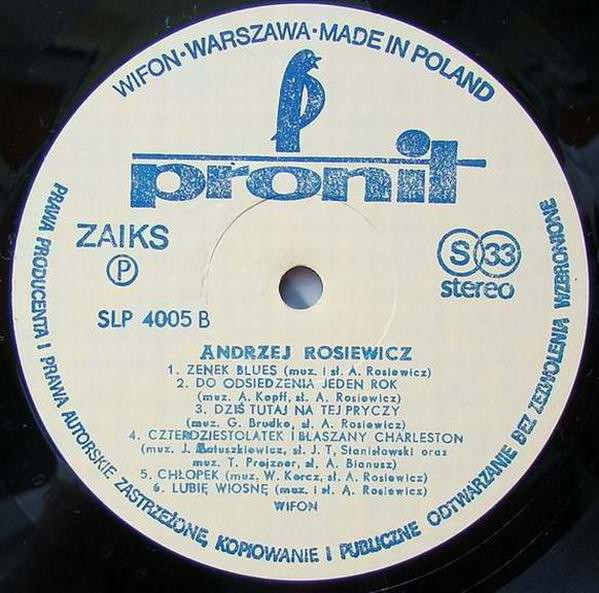 WIFON·WARSZAWA·MADE IN POLAND
pronit
ZAIKS
P
S 33
stereo
SLP 4005 B
ANDRZEJ ROSIEWICZ
1. ZENEK BLUES (muz. i sł. A. Rosiewicz)
2. DO ODSIEDZENIA JEDEN ROK
(muz. A. Kopff, sł. A. Rosiewicz)
3. DZIŚ TUTAJ NA TEJ PRYCZY
(muz. G. Brudko, sł. A. Rosiewicz)
4. CZTERDZIESTOLATEK I BLASZANY CHARLESTON
(muz. J. Matuszkiewicz, sł. J. T. Stanisławski oraz
muz. T. Prejzner, sł. A. Bianusz)
5. CHŁOPEK (muz. W. Korcz, sł. A. Rosiewicz)
6. LUBIĘ WIOSNĘ (muz. i sł. A. Rosiewicz)
WIFON
PRAWA PRODUCENTA I PRAWA AUTORSKIE ZASTRZEŻONE, KOPIOWANIE I PUBLICZNE ODTWARZANIE BEZ ZEZWOLENIA WZBRONIONE